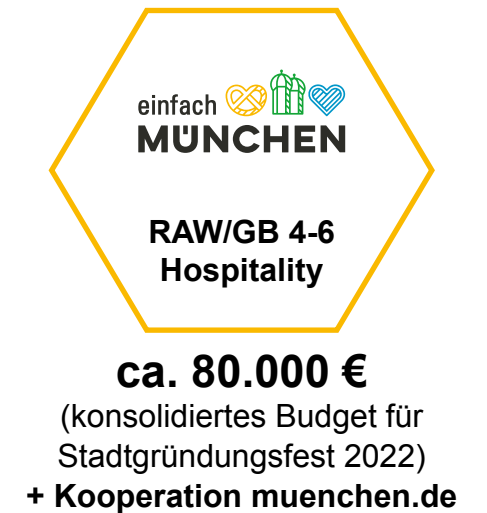 einfach
MÜNCHEN
RAW/GB 4-6
Hospitality
ca. 80.000 €
(konsolidiertes Budget für
Stadtgründungsfest 2022)
+ Kooperation muenchen.de